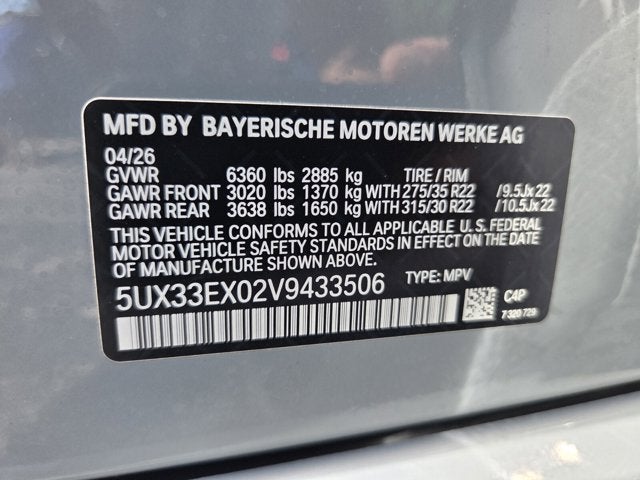 MFD BY BAYERISCHE MOTOREN WERKE AG
04/26
GVWR 6360 lbs 2885 kg TIRE / RIM
GAWR FRONT 3020 lbs 1370 kg WITH 275/35 R22 /9.5Jx22
GAWR REAR 3638 lbs 1650 kg WITH 315/30 R22 /10.5Jx22
THIS VEHICLE CONFORMS TO ALL APPLICABLE U.S. FEDERAL
MOTOR VEHICLE SAFETY STANDARDS IN EFFECT ON THE DATE
OF MANUFACTURE SHOWN ABOVE.
5UX33EX02V9433506 TYPE: MPV
C4P
7 320 729